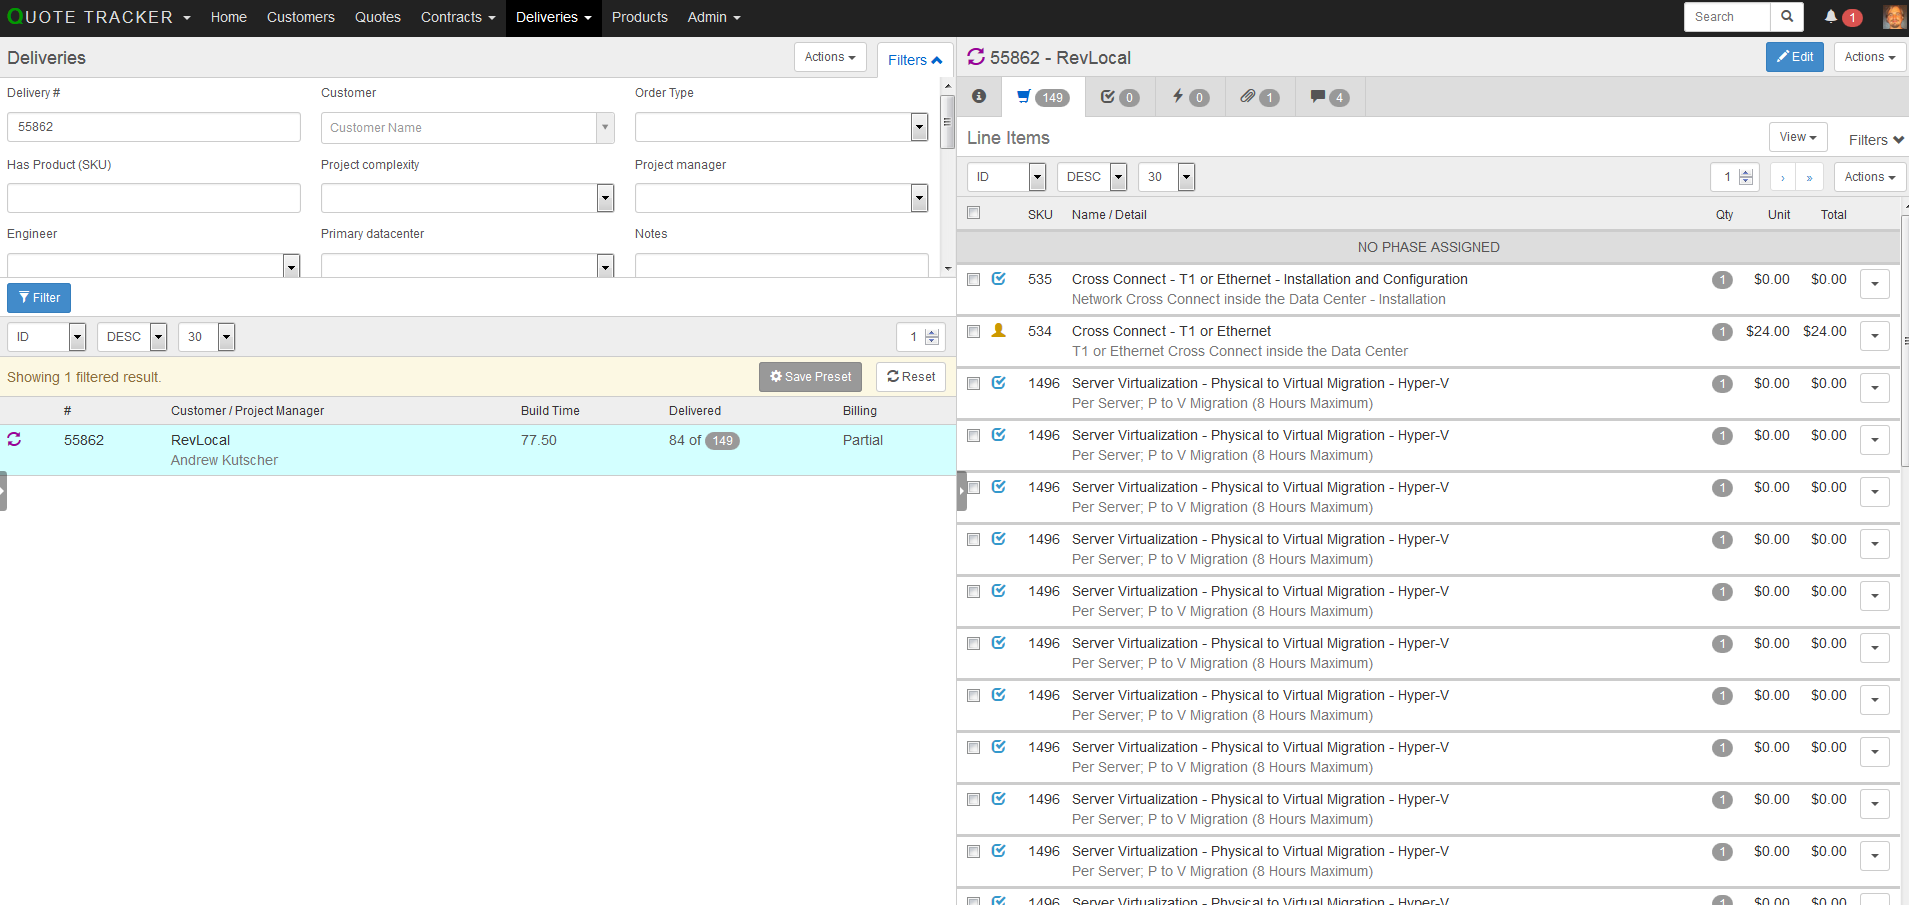 QUOTE TRACKER Home Customers Quotes Contracts Deliveries Products Admin Search 1
Deliveries Actions Filters
Delivery # Customer Order Type
55862 Customer Name
Has Product (SKU) Project complexity Project manager
Engineer Primary datacenter Notes
Filter
ID DESC 30 1
Showing 1 filtered result. Save Preset Reset
# Customer / Project Manager Build Time Delivered Billing
55862 RevLocal 77.50 84 of 149 Partial
Andrew Kutscher
55862 - RevLocal Edit Actions
149 0 0 1 4
Line Items View Filters
ID DESC 30 1 › » Actions
SKU Name / Detail Qty Unit Total
NO PHASE ASSIGNED
535 Cross Connect - T1 or Ethernet - Installation and Configuration 1 $0.00 $0.00
Network Cross Connect inside the Data Center - Installation
534 Cross Connect - T1 or Ethernet 1 $24.00 $24.00
T1 or Ethernet Cross Connect inside the Data Center
1496 Server Virtualization - Physical to Virtual Migration - Hyper-V 1 $0.00 $0.00
Per Server; P to V Migration (8 Hours Maximum)
1496 Server Virtualization - Physical to Virtual Migration - Hyper-V 1 $0.00 $0.00
Per Server; P to V Migration (8 Hours Maximum)
1496 Server Virtualization - Physical to Virtual Migration - Hyper-V 1 $0.00 $0.00
Per Server; P to V Migration (8 Hours Maximum)
1496 Server Virtualization - Physical to Virtual Migration - Hyper-V 1 $0.00 $0.00
Per Server; P to V Migration (8 Hours Maximum)
1496 Server Virtualization - Physical to Virtual Migration - Hyper-V 1 $0.00 $0.00
Per Server; P to V Migration (8 Hours Maximum)
1496 Server Virtualization - Physical to Virtual Migration - Hyper-V 1 $0.00 $0.00
Per Server; P to V Migration (8 Hours Maximum)
1496 Server Virtualization - Physical to Virtual Migration - Hyper-V 1 $0.00 $0.00
Per Server; P to V Migration (8 Hours Maximum)
1496 Server Virtualization - Physical to Virtual Migration - Hyper-V 1 $0.00 $0.00
Per Server; P to V Migration (8 Hours Maximum)
1496 Server Virtualization - Physical to Virtual Migration - Hyper-V 1 $0.00 $0.00
Per Server; P to V Migration (8 Hours Maximum)
1496 Server Virtualization - Physical to Virtual Migration - Hyper-V 1 $0.00 $0.00
Per Server; P to V Migration (8 Hours Maximum)
1496 Server Virtualization - Physical to Virtual Migration - Hyper-V 1 $0.00 $0.00